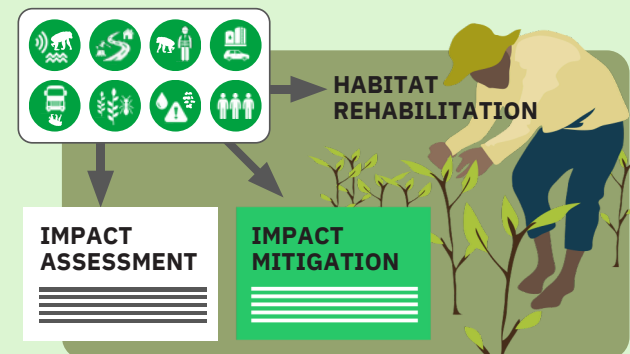 HABITAT
REHABILITATION
IMPACT
ASSESSMENT
IMPACT
MITIGATION